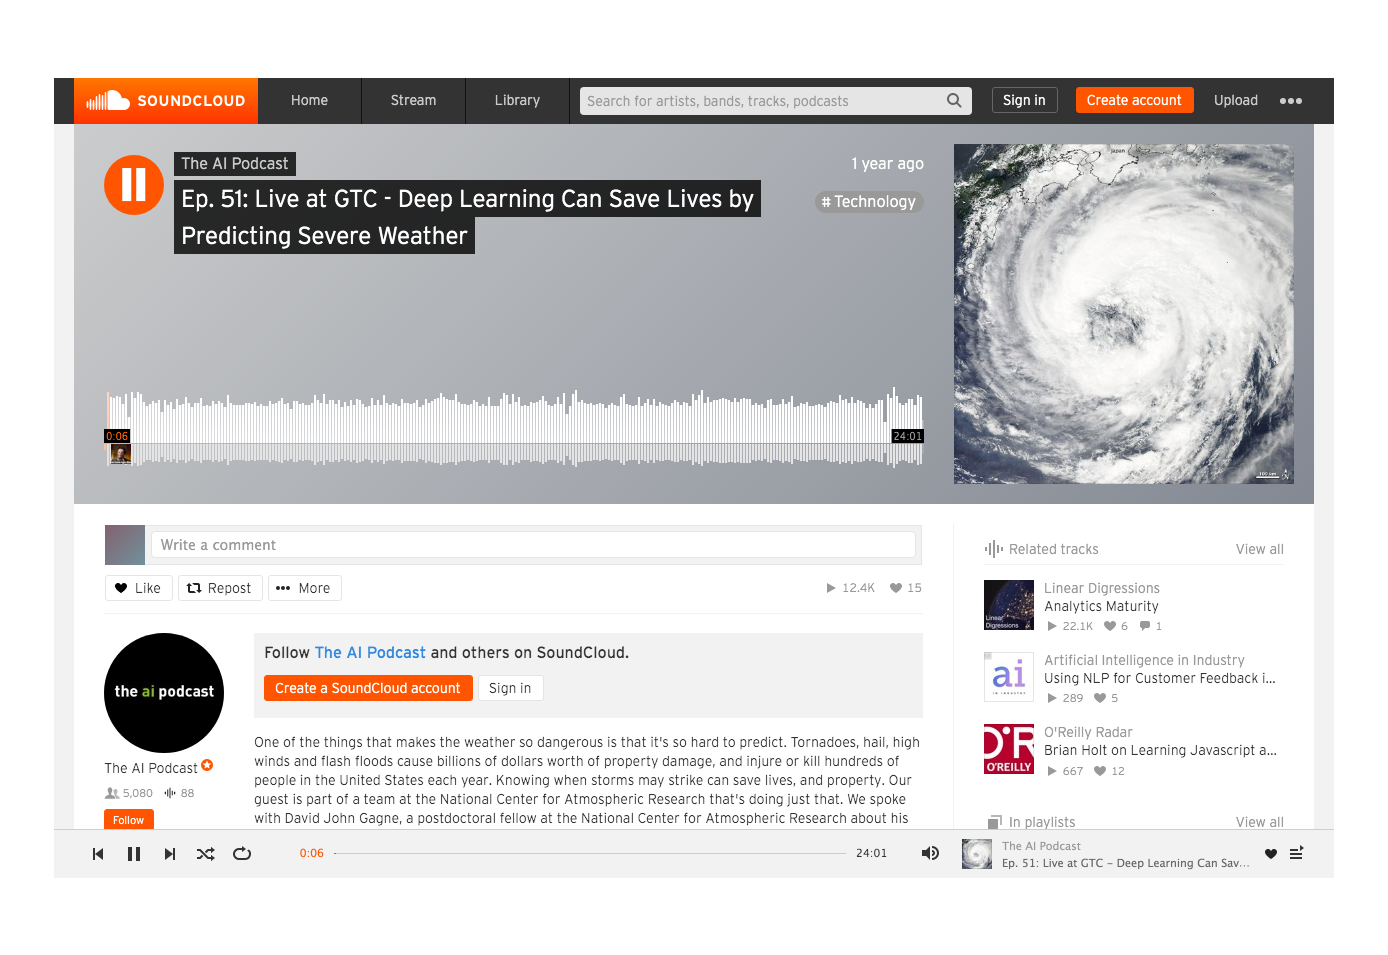 SOUNDCLOUD
Home
Stream
Library
Search for artists, bands, tracks, podcasts
Sign in
Create account
Upload
The AI Podcast
1 year ago
Ep. 51: Live at GTC - Deep Learning Can Save Lives by
Predicting Severe Weather
# Technology
Japan
0:06
24:01
100 km
N
Write a comment
Like
Repost
More
12.4K
15
the ai podcast
The AI Podcast
5,080
88
Follow
Follow The AI Podcast and others on SoundCloud.
Create a SoundCloud account
Sign in
One of the things that makes the weather so dangerous is that it's so hard to predict. Tornadoes, hail, high
winds and flash floods cause billions of dollars worth of property damage, and injure or kill hundreds of
people in the United States each year. Knowing when storms may strike can save lives, and property. Our
guest is part of a team at the National Center for Atmospheric Research that's doing just that. We spoke
with David John Gagne, a postdoctoral fellow at the National Center for Atmospheric Research about his
Related tracks
View all
Linear
Digressions
Linear Digressions
Analytics Maturity
22.1K
6
1
ai
IN INDUSTRY
Artificial Intelligence in Industry
Using NLP for Customer Feedback i...
289
5
O'R
O'REILLY
O'Reilly Radar
Brian Holt on Learning Javascript a...
667
12
In playlists
View all
0:06
24:01
The AI Podcast
Ep. 51: Live at GTC – Deep Learning Can Sav...